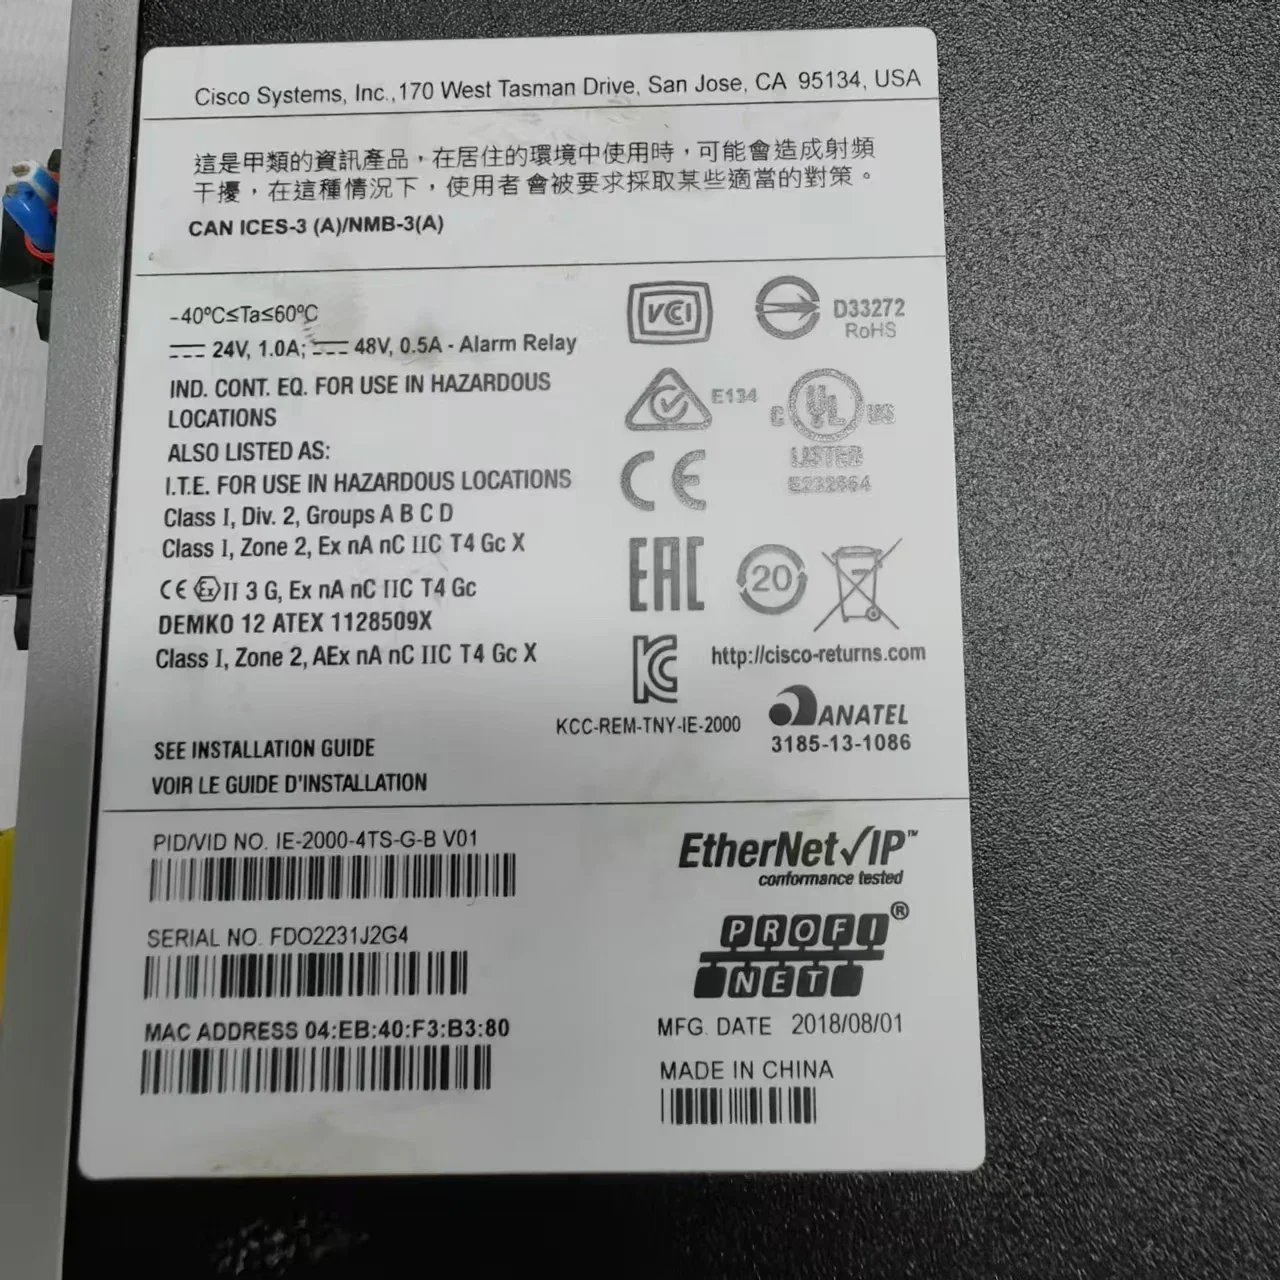 Cisco Systems, Inc.,170 West Tasman Drive, San Jose, CA 95134, USA
這是甲類的資訊產品，在居住的環境中使用時，可能會造成射頻
干擾，在這種情況下，使用者會被要求採取某些適當的對策。
CAN ICES-3 (A)/NMB-3(A)
-40ºC≤Ta≤60ºC
24V, 1.0A; 48V, 0.5A - Alarm Relay
IND. CONT. EQ. FOR USE IN HAZARDOUS
LOCATIONS
ALSO LISTED AS:
I.T.E. FOR USE IN HAZARDOUS LOCATIONS
Class I, Div. 2, Groups A B C D
Class I, Zone 2, Ex nA nC IIC T4 Gc X
CE Ex II 3 G, Ex nA nC IIC T4 Gc
DEMKO 12 ATEX 1128509X
Class I, Zone 2, AEx nA nC IIC T4 Gc X
SEE INSTALLATION GUIDE
VOIR LE GUIDE D'INSTALLATION
VCI
D33272
RoHS
E134
C UL US
LISTED
E232664
CE
EAC
20
KC
http://cisco-returns.com
KCC-REM-TNY-IE-2000
ANATEL
3185-13-1086
PID/VID NO. IE-2000-4TS-G-B V01
SERIAL NO. FDO2231J2G4
MAC ADDRESS 04:EB:40:F3:B3:80
EtherNet/IP™
conformance tested
PROFI®
NET
MFG. DATE 2018/08/01
MADE IN CHINA